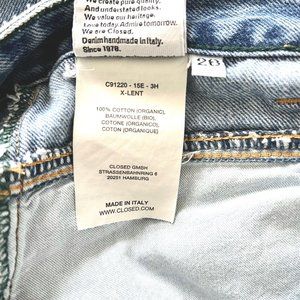 We create pure quality.
And understated looks.
We value our heritage.
Love today. Admire tomorrow.
We are Closed.
Denim handmade in Italy.
Since 1978.
26
C91220 - 15E - 3H
X-LENT
100% COTTON (ORGANIC)
BAUMWOLLE (BIO)
COTONE (ORGANICO)
COTON (ORGANIQUE)
CLOSED GMBH
STRASSENBAHNRING 6
20251 HAMBURG
MADE IN ITALY
WWW.CLOSED.COM